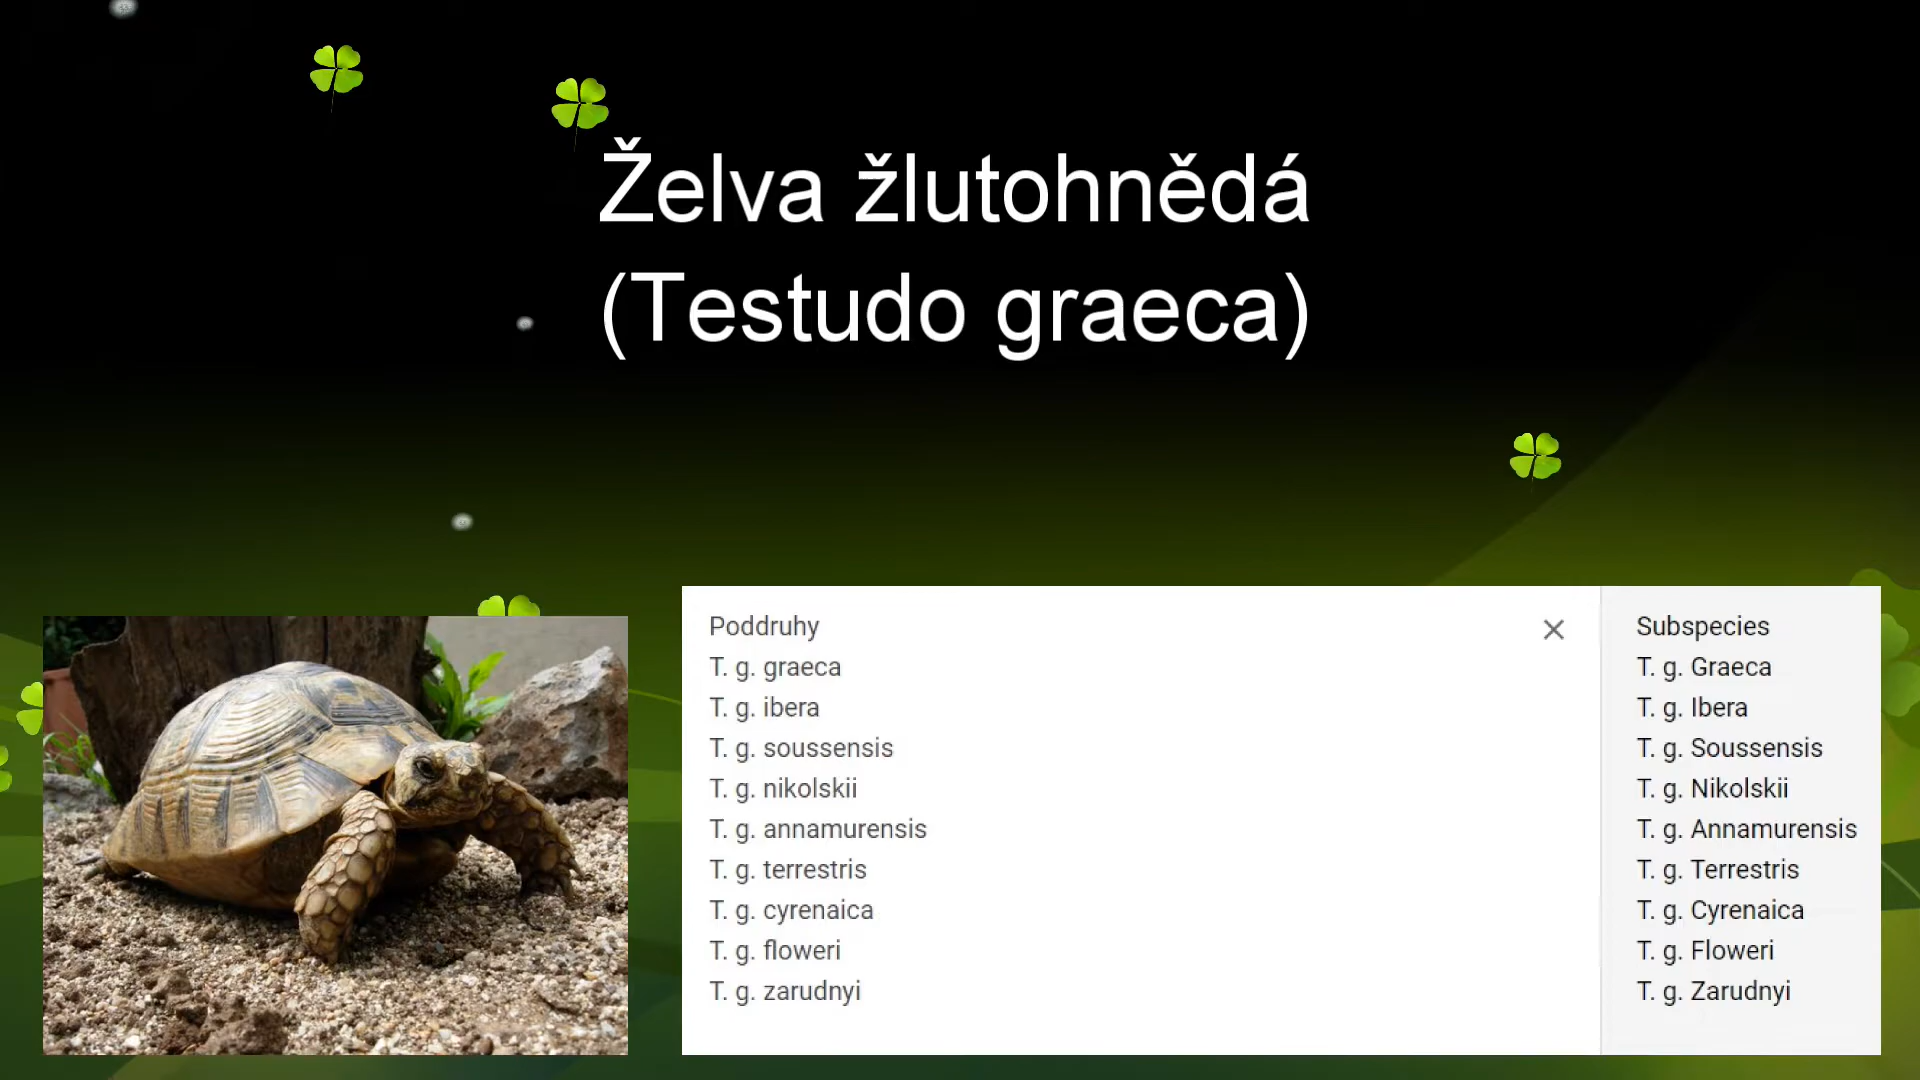 Želva žlutohnědá
(Testudo graeca)
Poddruhy
T. g. graeca
T. g. ibera
T. g. soussensis
T. g. nikolskii
T. g. annamurensis
T. g. terrestris
T. g. cyrenaica
T. g. floweri
T. g. zarudnyi
Subspecies
T. g. Graeca
T. g. Ibera
T. g. Soussensis
T. g. Nikolskii
T. g. Annamurensis
T. g. Terrestris
T. g. Cyrenaica
T. g. Floweri
T. g. Zarudnyi